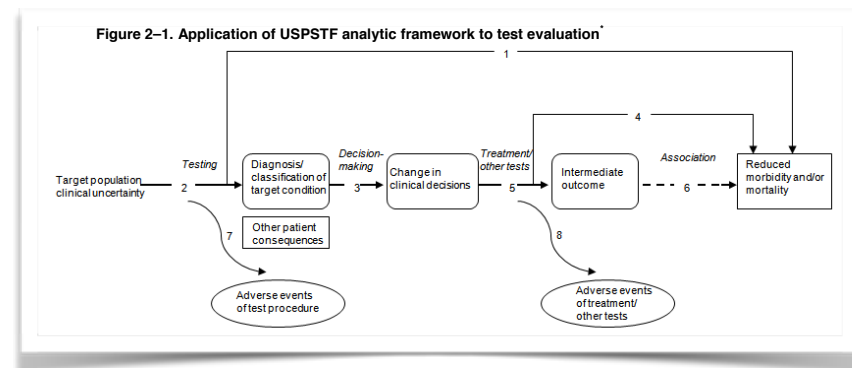 Figure 2–1. Application of USPSTF analytic framework to test evaluation*
1
4
Testing
Decision-
making
Treatment/
other tests
Association
Target population
clinical uncertainty
2
Diagnosis/
classification of
target condition
3
Change in
clinical decisions
5
Intermediate
outcome
6
Reduced
morbidity and/or
mortality
Other patient
consequences
7
8
Adverse events
of test procedure
Adverse events
of treatment/
other tests